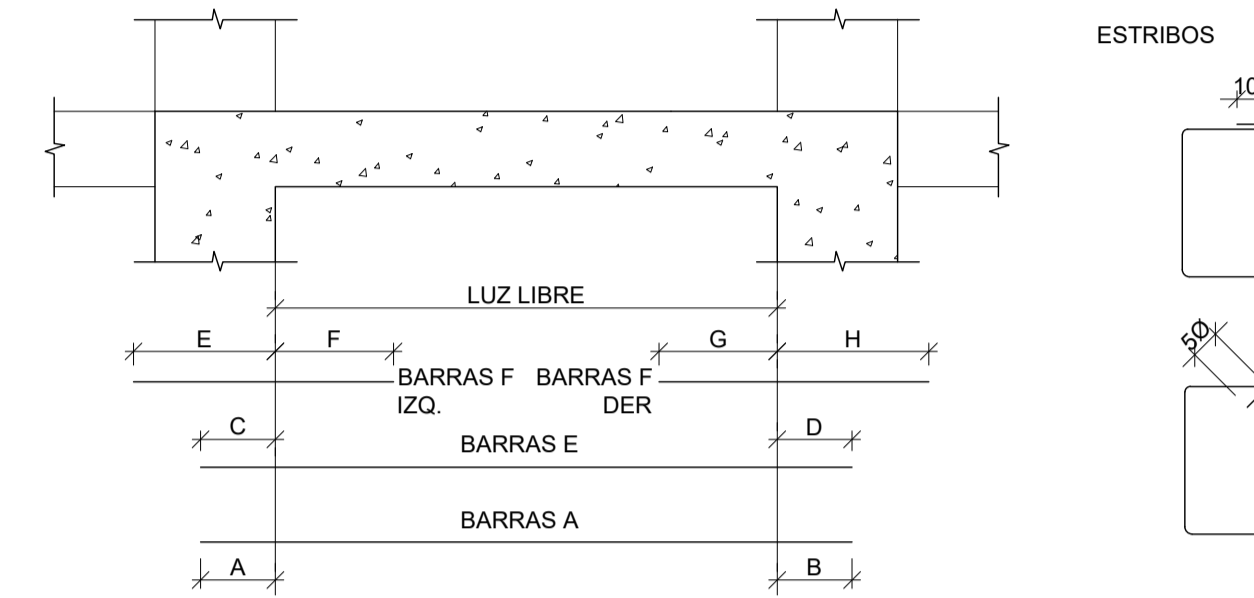 ESTRIBOS
10
LUZ LIBRE
E F G H
BARRAS F BARRAS F
IZQ. DER
C D
BARRAS E
5Ø
BARRAS A
A B